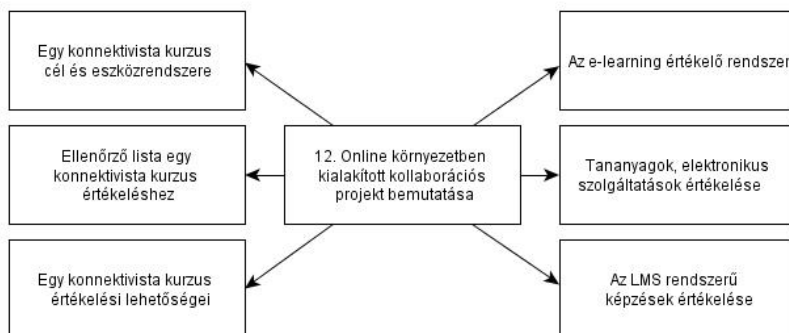 Egy konnektivista kurzus
cél és eszközrendszere
Ellenőrző lista egy
konnektivista kurzus
értékeléshez
Egy konnektivista kurzus
értékelési lehetőségei
12. Online környezetben
kialakított kollaborációs
projekt bemutatása
Az e-learning értékelő rendszer
Tananyagok, elektronikus
szolgáltatások értékelése
Az LMS rendszerű
képzések értékelése